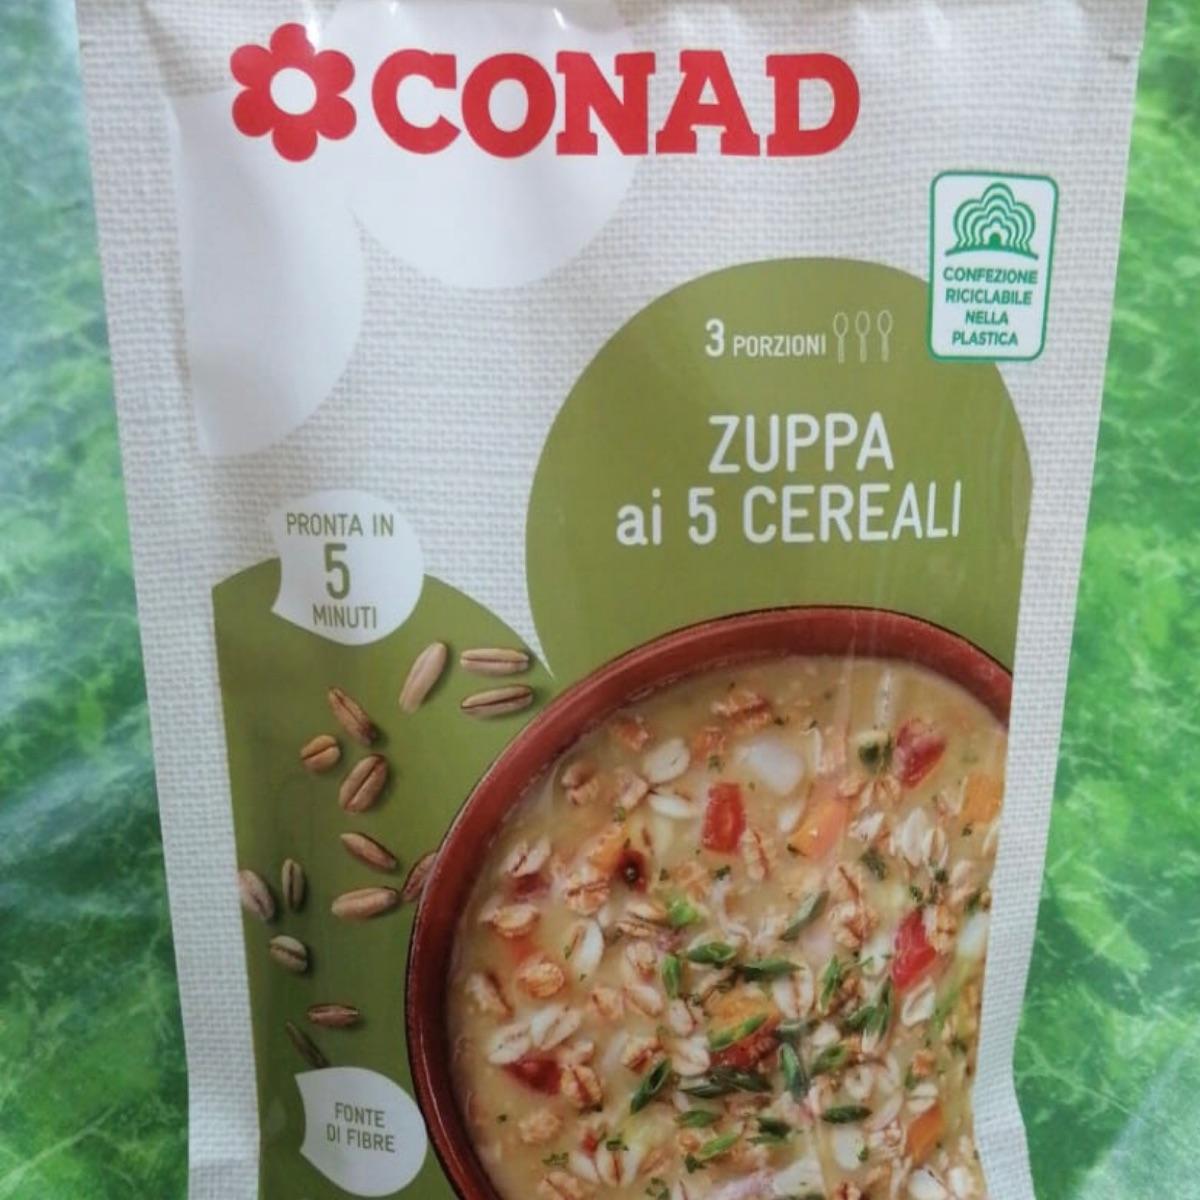 CONAD
CONFEZIONE
RICICLABILE
NELLA
PLASTICA
3 PORZIONI
ZUPPA
ai 5 CEREALI
PRONTA IN
5
MINUTI
FONTE
DI FIBRE